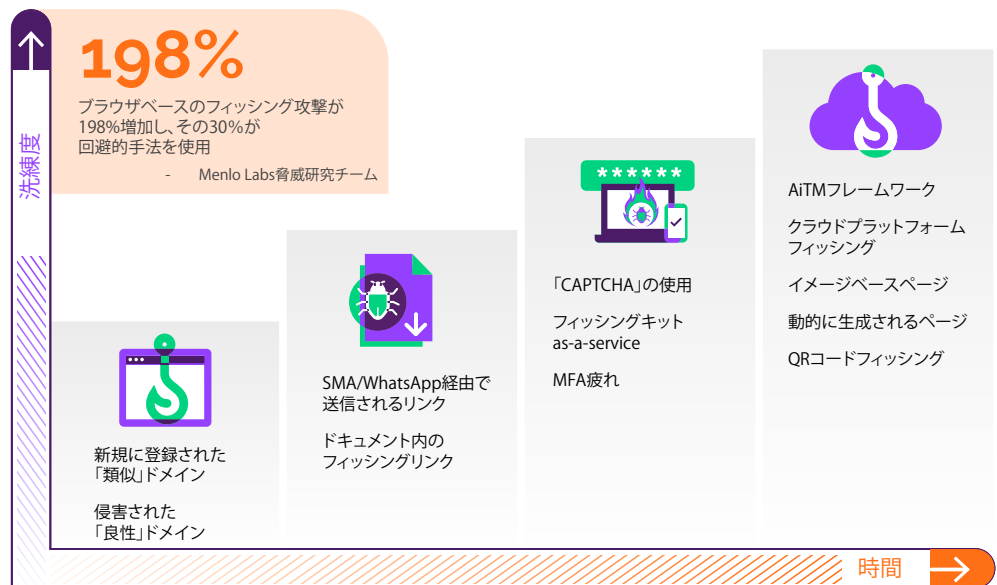 198%
ブラウザベースのフィッシング攻撃が
198%増加し、その30%が
回避的手法を使用
- Menlo Labs脅威研究チーム
洗練度
新規に登録された
「類似」ドメイン
侵害された
「良性」ドメイン
SMA/WhatsApp経由で
送信されるリンク
ドキュメント内の
フィッシングリンク
******
「CAPTCHA」の使用
フィッシングキット
as-a-service
MFA疲れ
AiTMフレームワーク
クラウドプラットフォーム
フィッシング
イメージベースページ
動的に生成されるページ
QRコードフィッシング
時間